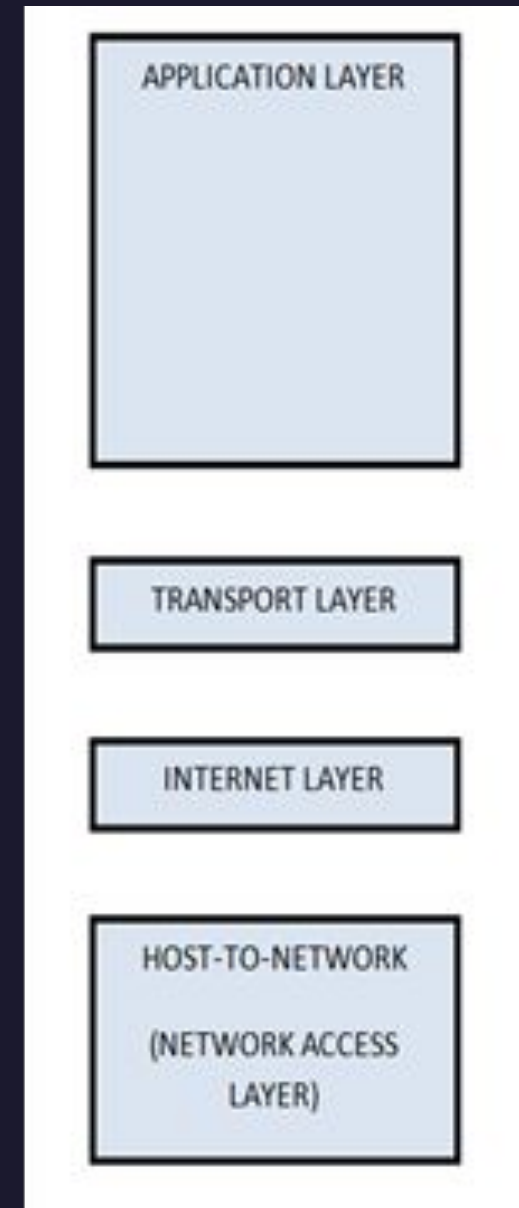 APPLICATION LAYER
TRANSPORT LAYER
INTERNET LAYER
HOST-TO-NETWORK
(NETWORK ACCESS
LAYER)